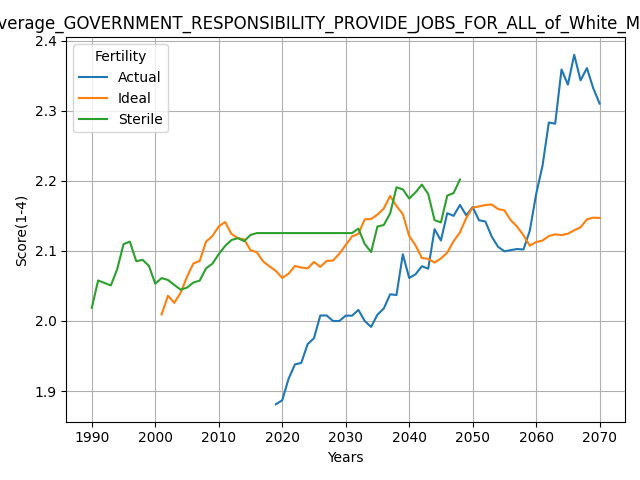 verage_GOVERNMENT_RESPONSIBILITY_PROVIDE_JOBS_FOR_ALL_of_White_M
Fertility
Actual
Ideal
Sterile
Score(1-4)
2.4
2.3
2.2
2.1
2.0
1.9
1990 2000 2010 2020 2030 2040 2050 2060 2070
Years